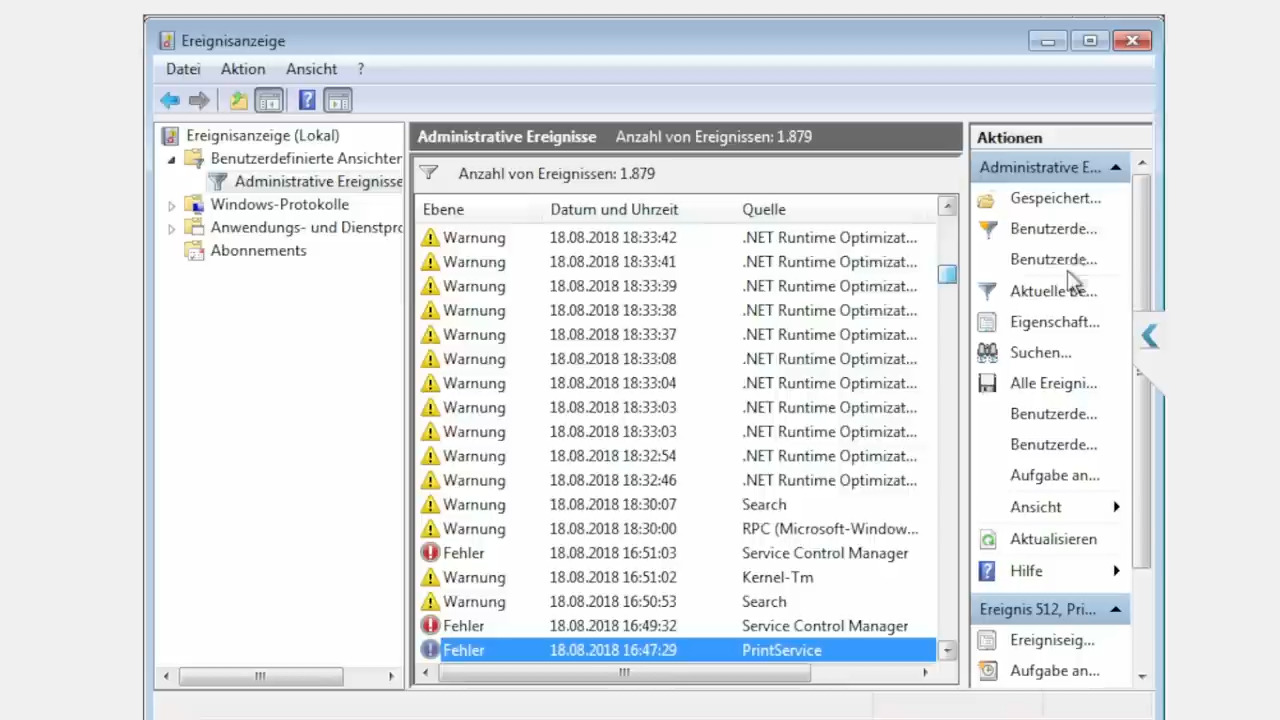 Ereignisanzeige
Datei Aktion Ansicht ?
Ereignisanzeige (Lokal)
Benutzerdefinierte Ansichten
Administrative Ereignisse
Windows-Protokolle
Anwendungs- und Dienstpro
Abonnements
Administrative Ereignisse Anzahl von Ereignissen: 1.879
Anzahl von Ereignissen: 1.879
Ebene Datum und Uhrzeit Quelle
Warnung 18.08.2018 18:33:42 .NET Runtime Optimizat...
Warnung 18.08.2018 18:33:41 .NET Runtime Optimizat...
Warnung 18.08.2018 18:33:39 .NET Runtime Optimizat...
Warnung 18.08.2018 18:33:38 .NET Runtime Optimizat...
Warnung 18.08.2018 18:33:37 .NET Runtime Optimizat...
Warnung 18.08.2018 18:33:08 .NET Runtime Optimizat...
Warnung 18.08.2018 18:33:04 .NET Runtime Optimizat...
Warnung 18.08.2018 18:33:03 .NET Runtime Optimizat...
Warnung 18.08.2018 18:33:03 .NET Runtime Optimizat...
Warnung 18.08.2018 18:32:54 .NET Runtime Optimizat...
Warnung 18.08.2018 18:32:46 .NET Runtime Optimizat...
Warnung 18.08.2018 18:30:07 Search
Warnung 18.08.2018 18:30:00 RPC (Microsoft-Window...
Fehler 18.08.2018 16:51:03 Service Control Manager
Warnung 18.08.2018 16:51:02 Kernel-Tm
Warnung 18.08.2018 16:50:53 Search
Fehler 18.08.2018 16:49:32 Service Control Manager
Fehler 18.08.2018 16:47:29 PrintService
Aktionen
Administrative E...
Gespeichert...
Benutzerde...
Benutzerde...
Aktuelle Be...
Eigenschaft...
Suchen...
Alle Ereigni...
Benutzerde...
Benutzerde...
Aufgabe an...
Ansicht
Aktualisieren
Hilfe
Ereignis 512, Pri...
Ereigniseig...
Aufgabe an...